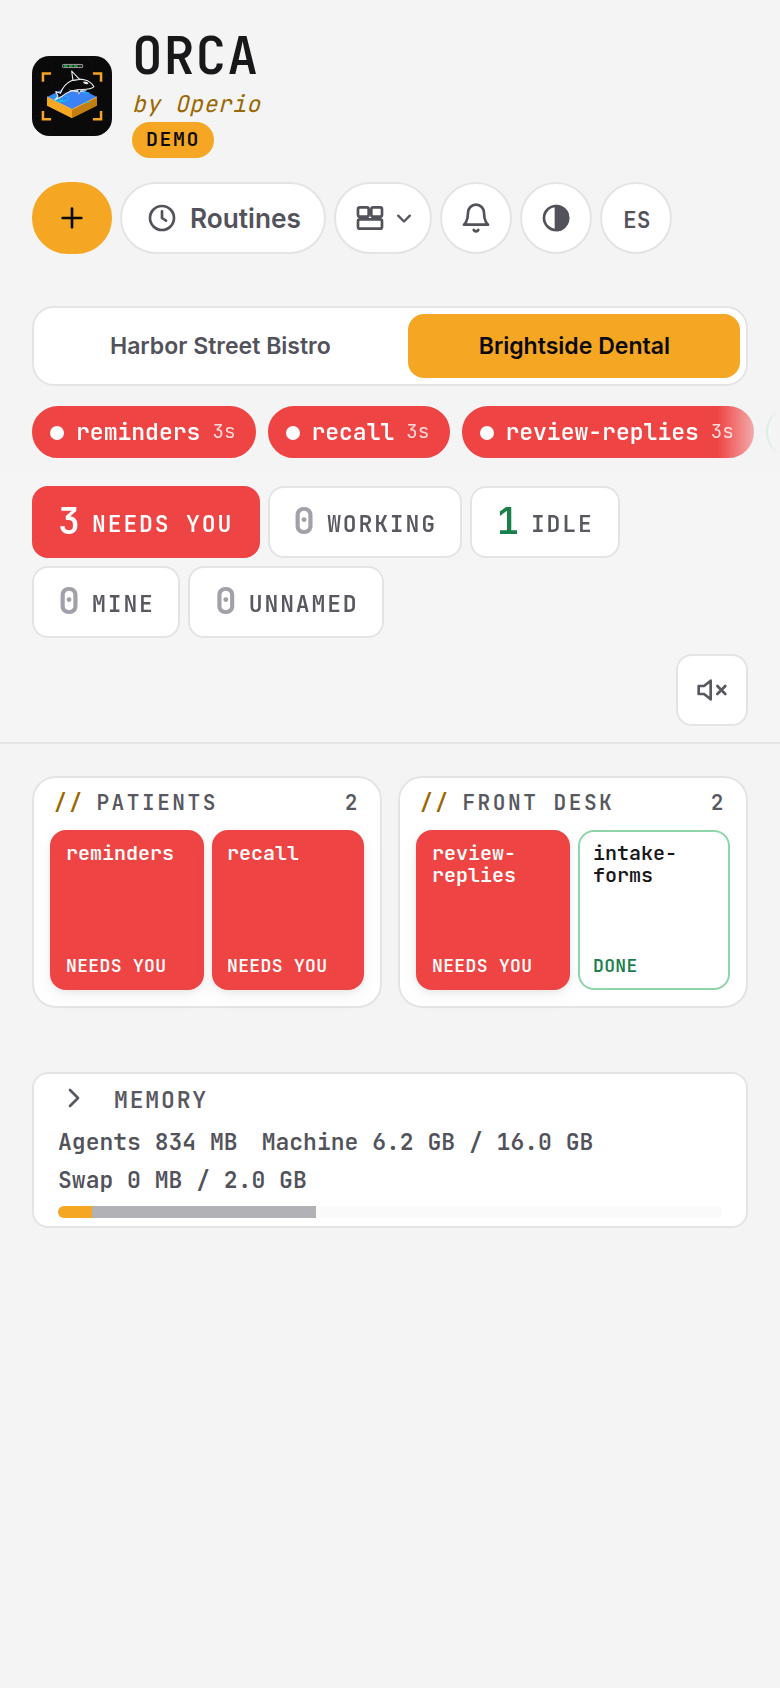 ORCA
by Operio
DEMO
Routines
ES
Harbor Street Bistro
Brightside Dental
reminders 3s
recall 3s
review-replies 3s
3 NEEDS YOU
0 WORKING
1 IDLE
0 MINE
0 UNNAMED
// PATIENTS 2
reminders
NEEDS YOU
recall
NEEDS YOU
// FRONT DESK 2
review-
replies
NEEDS YOU
intake-
forms
DONE
MEMORY
Agents 834 MB Machine 6.2 GB / 16.0 GB
Swap 0 MB / 2.0 GB